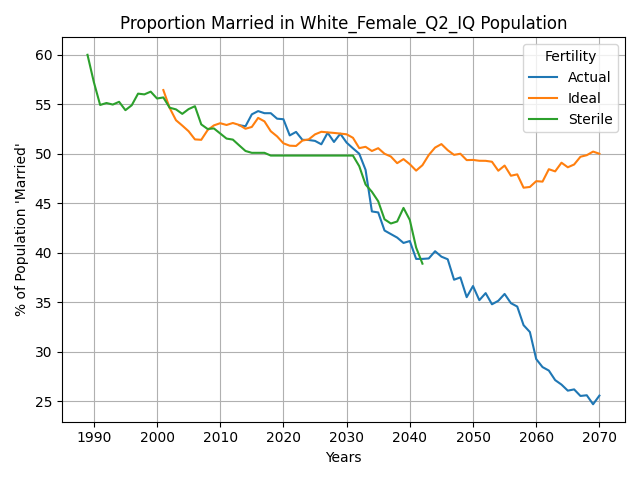 Proportion Married in White_Female_Q2_IQ Population
% of Population 'Married'
60
55
50
45
40
35
30
25
Fertility
Actual
Ideal
Sterile
1990 2000 2010 2020 2030 2040 2050 2060 2070
Years